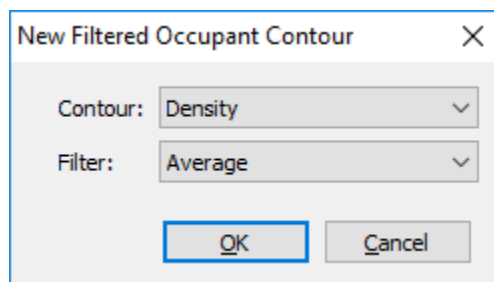 New Filtered Occupant Contour
Contour: Density
Filter: Average
OK Cancel